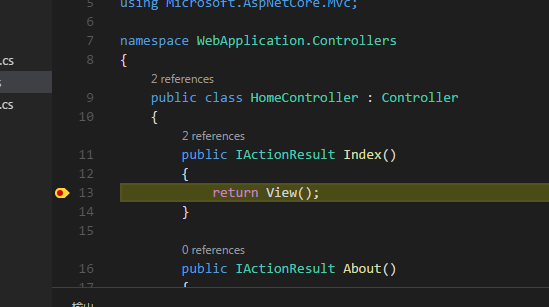 5 using Microsoft.AspNetCore.Mvc;
6
7 namespace WebApplication.Controllers
.cs 8 {
2 references
s 9 public class HomeController : Controller
.cs 10 {
2 references
11 public IActionResult Index()
12 {
13 return View();
14 }
15
0 references
16 public IActionResult About()
17 {